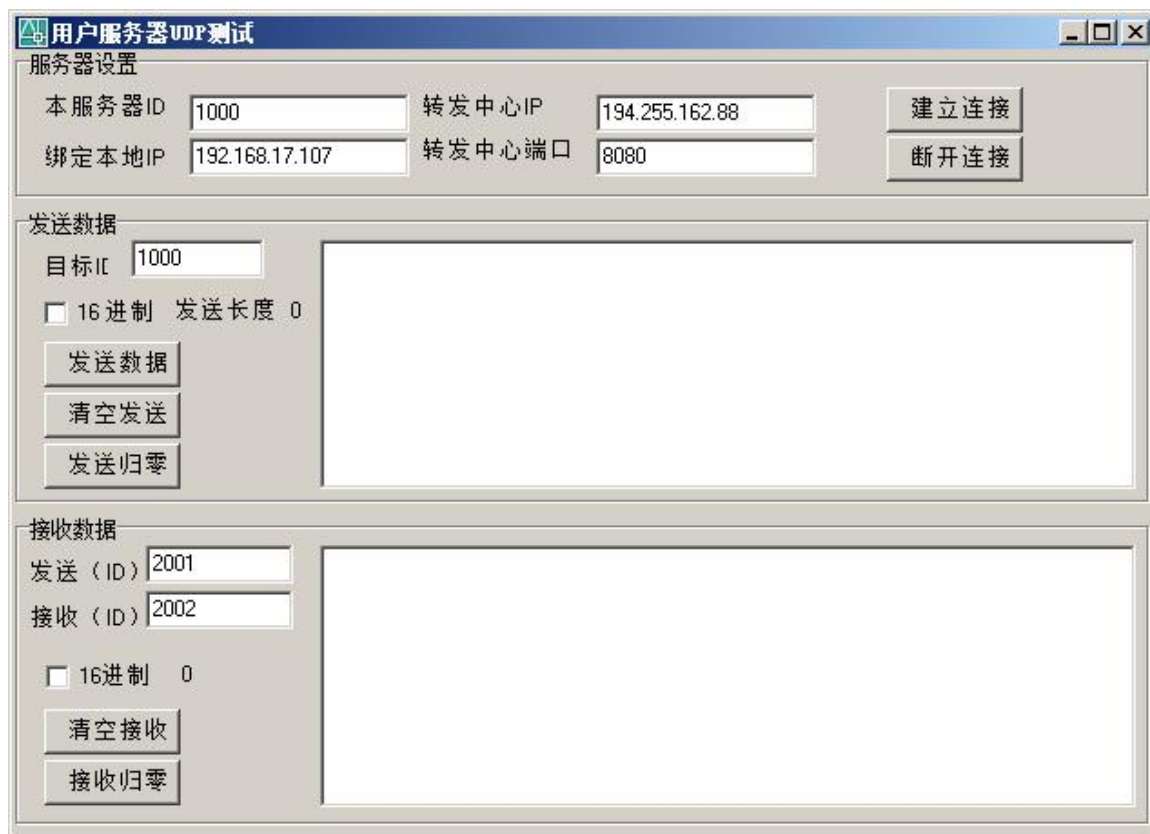 用户服务器UDP测试
服务器设置
本服务器ID 1000 转发中心IP 194.255.162.88 建立连接
绑定本地IP 192.168.17.107 转发中心端口 8080 断开连接
发送数据
目标ID 1000
16进制 发送长度 0
发送数据
清空发送
发送归零
接收数据
发送（ID） 2001
接收（ID） 2002
16进制 0
清空接收
接收归零